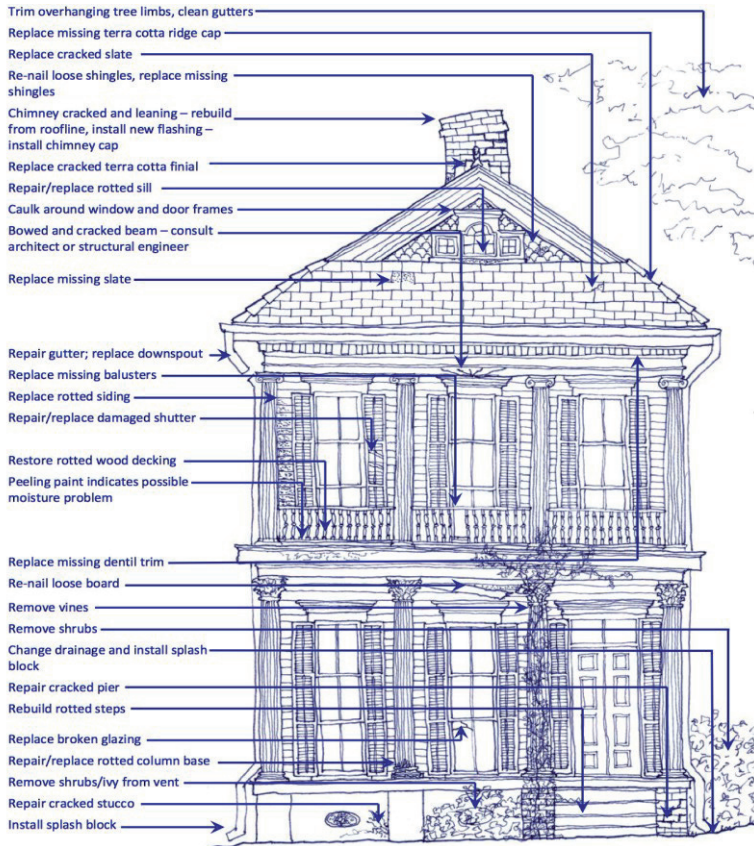 Trim overhanging tree limbs, clean gutters
Replace missing terra cotta ridge cap
Replace cracked slate
Re-nail loose shingles, replace missing
shingles
Chimney cracked and leaning – rebuild
from roofline, install new flashing –
install chimney cap
Replace cracked terra cotta finial
Repair/replace rotted sill
Caulk around window and door frames
Bowed and cracked beam – consult
architect or structural engineer
Replace missing slate
Repair gutter; replace downspout
Replace missing balusters
Replace rotted siding
Repair/replace damaged shutter
Restore rotted wood decking
Peeling paint indicates possible
moisture problem
Replace missing dentil trim
Re-nail loose board
Remove vines
Remove shrubs
Change drainage and install splash
block
Repair cracked pier
Rebuild rotted steps
Replace broken glazing
Repair/replace rotted column base
Remove shrubs/ivy from vent
Repair cracked stucco
Install splash block